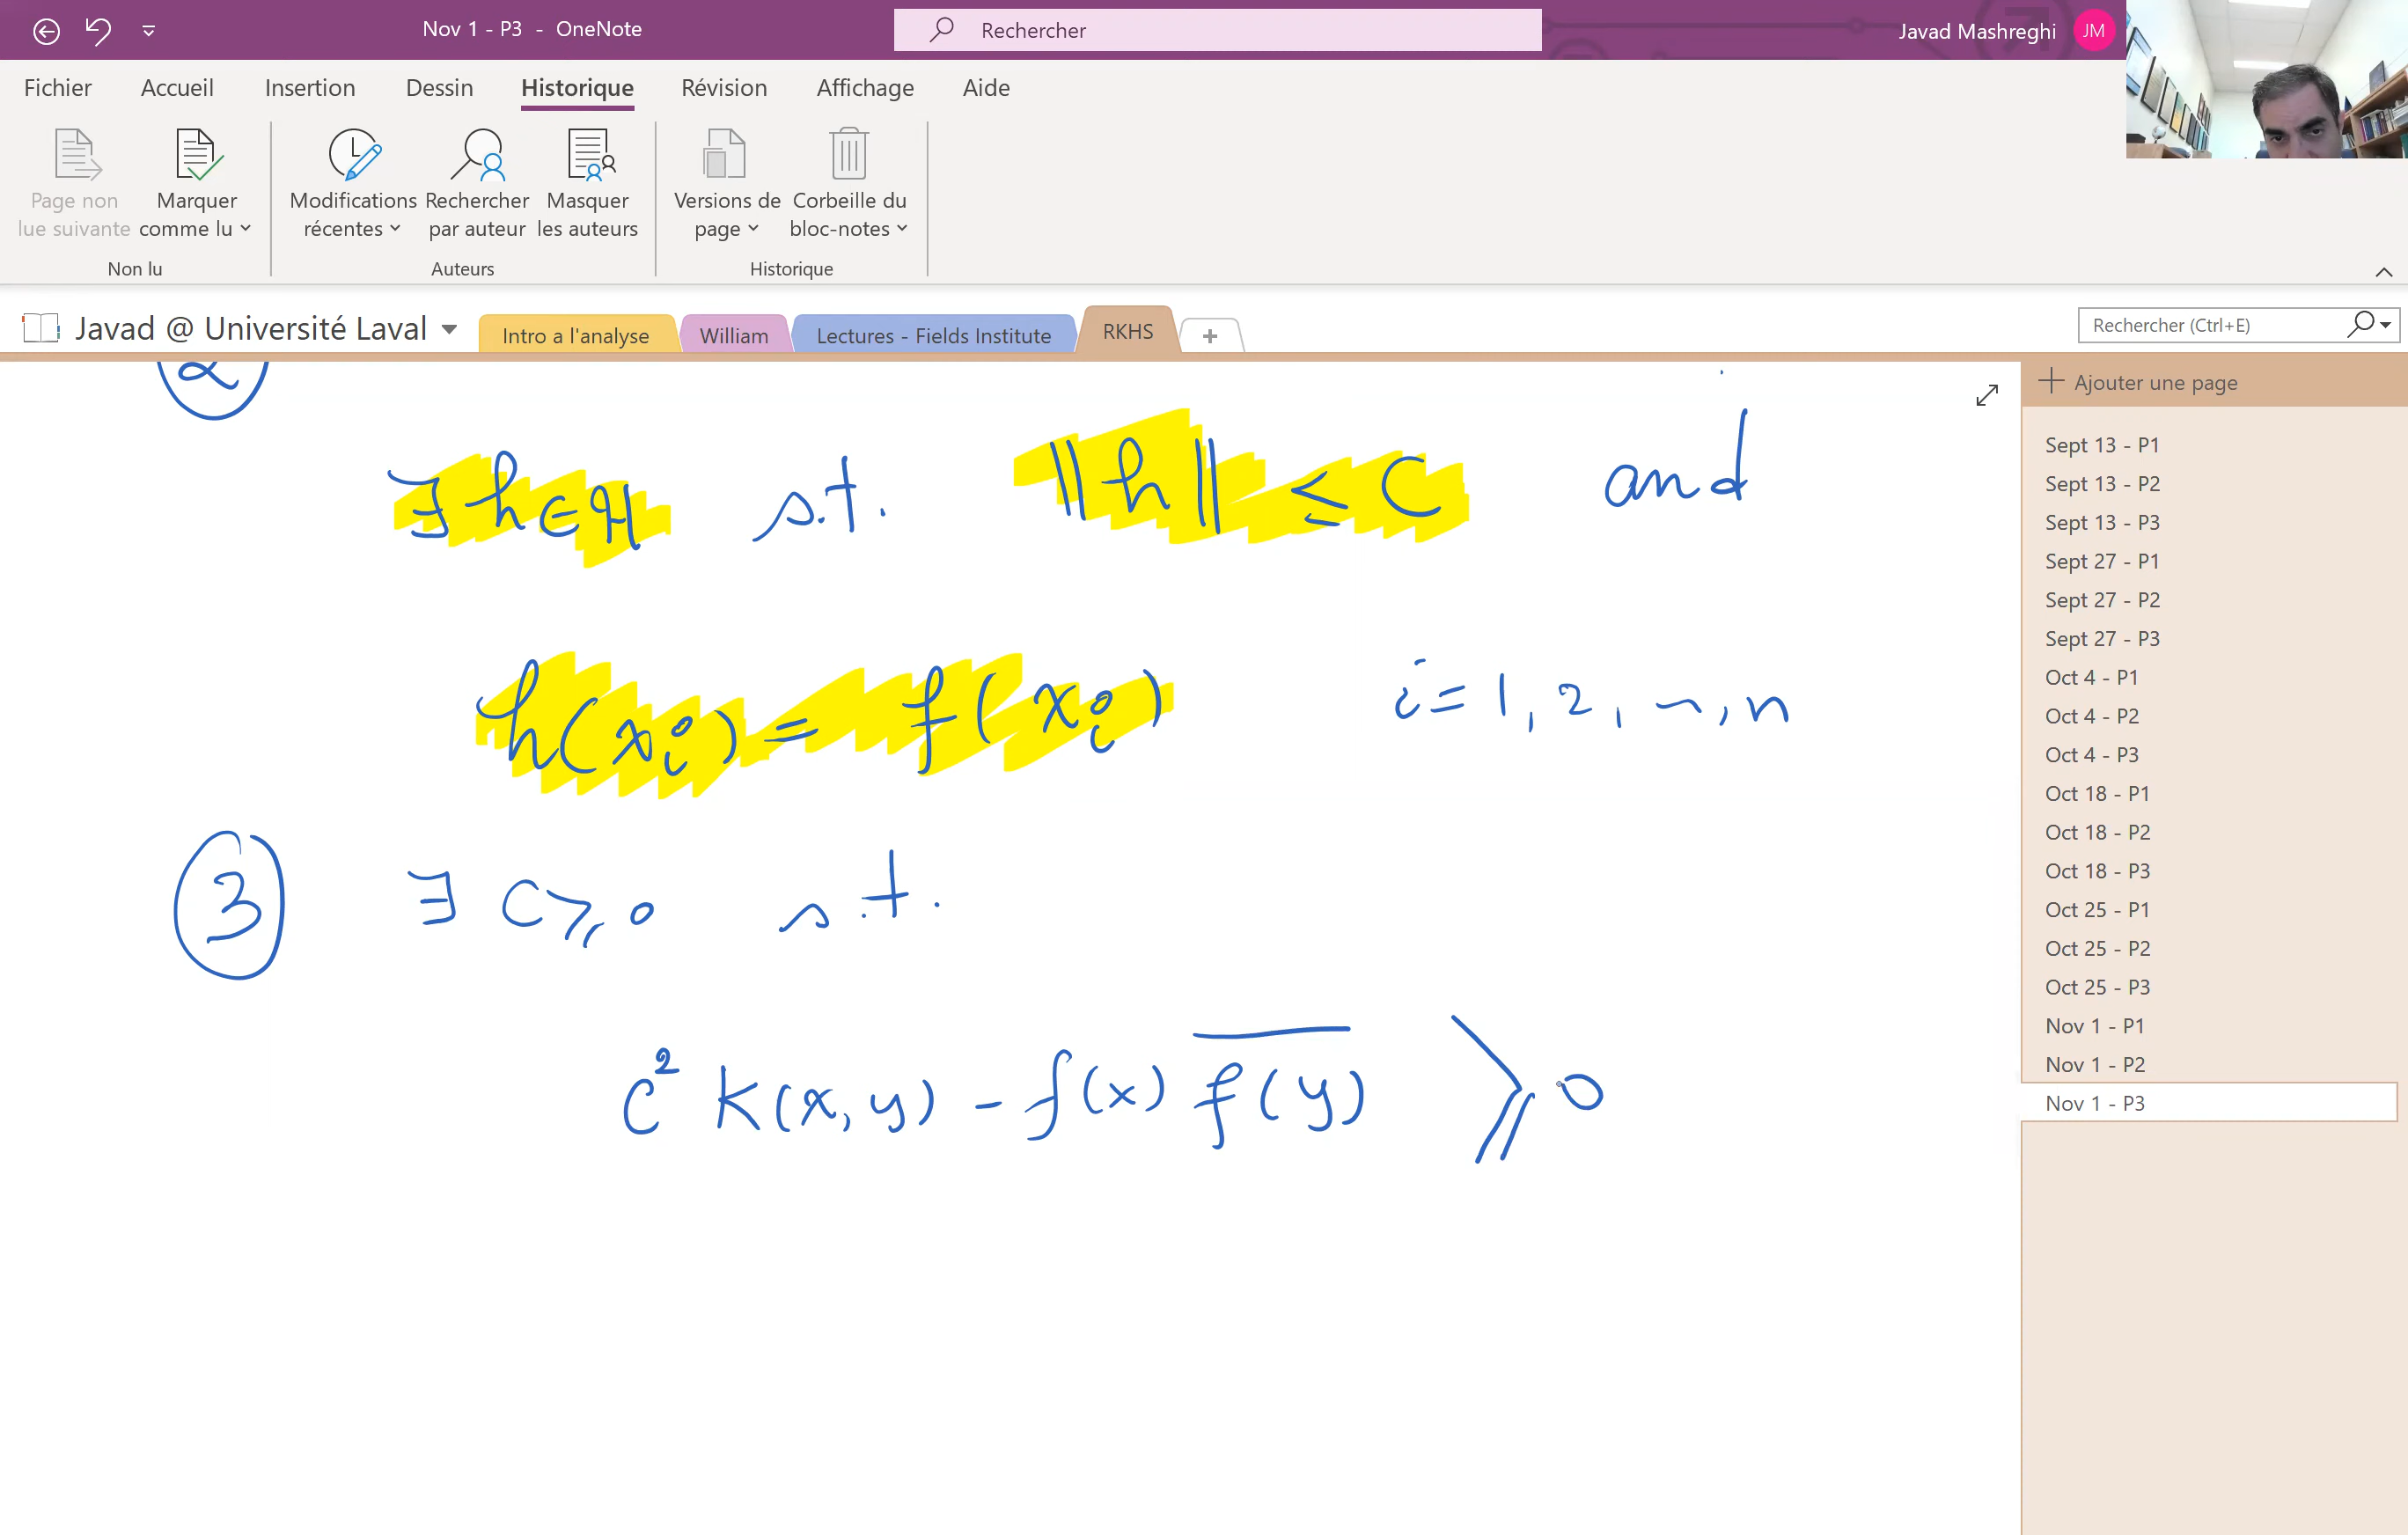 Nov 1 - P3 - OneNote
Rechercher
Javad Mashreghi
JM
Fichier
Accueil
Insertion
Dessin
Historique
Révision
Affichage
Aide
Page non lue suivante
Marquer comme lu
Modifications récentes
Rechercher par auteur
Masquer les auteurs
Versions de page
Corbeille du bloc-notes
Non lu
Auteurs
Historique
Javad @ Université Laval
Intro a l'analyse
William
Lectures - Fields Institute
RKHS
+
Rechercher (Ctrl+E)
2
∃ h ∈ H s.t. ||h|| ≤ C and
h(x_i) = f(x_i) i = 1, 2, ~, n
3 ∃ C ≥ 0 s.t.
C² K(x, y) - f(x) \overline{f(y)} ≥ 0
Ajouter une page
Sept 13 - P1
Sept 13 - P2
Sept 13 - P3
Sept 27 - P1
Sept 27 - P2
Sept 27 - P3
Oct 4 - P1
Oct 4 - P2
Oct 4 - P3
Oct 18 - P1
Oct 18 - P2
Oct 18 - P3
Oct 25 - P1
Oct 25 - P2
Oct 25 - P3
Nov 1 - P1
Nov 1 - P2
Nov 1 - P3